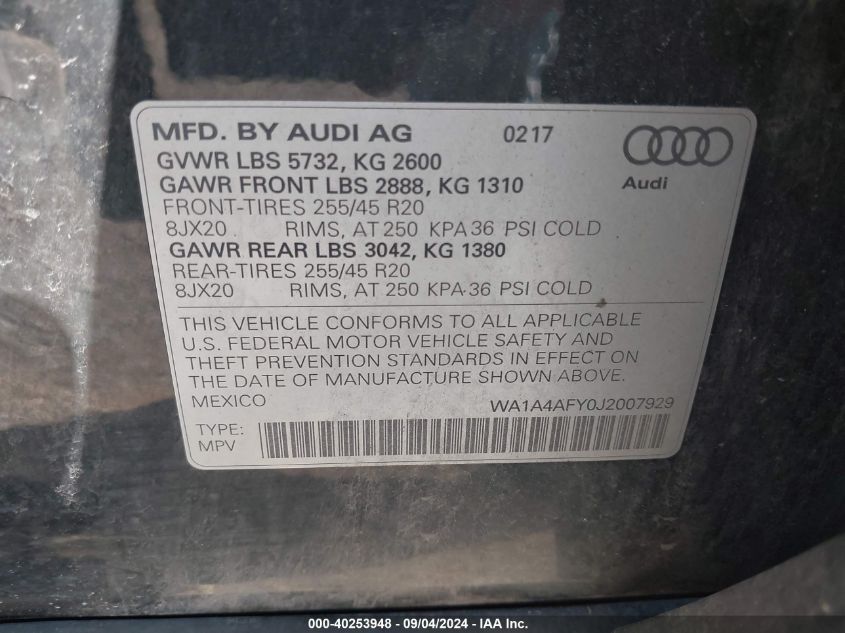 MFD. BY AUDI AG 0217
Audi
GVWR LBS 5732, KG 2600
GAWR FRONT LBS 2888, KG 1310
FRONT-TIRES 255/45 R20
8JX20 RIMS, AT 250 KPA 36 PSI COLD
GAWR REAR LBS 3042, KG 1380
REAR-TIRES 255/45 R20
8JX20 RIMS, AT 250 KPA 36 PSI COLD
THIS VEHICLE CONFORMS TO ALL APPLICABLE
U.S. FEDERAL MOTOR VEHICLE SAFETY AND
THEFT PREVENTION STANDARDS IN EFFECT ON
THE DATE OF MANUFACTURE SHOWN ABOVE.
MEXICO WA1A4AFY0J2007929
TYPE:
MPV
000-40253948 - 09/04/2024 - WWW.IAAI.COM